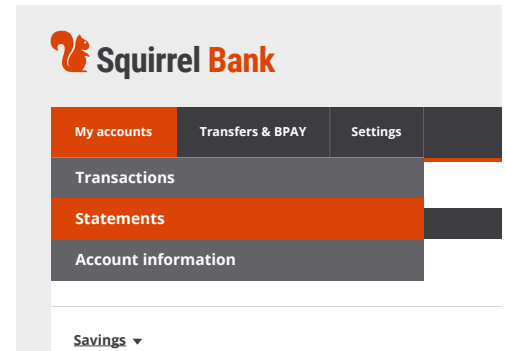 Squirrel Bank
My accounts Transfers & BPAY Settings
Transactions
Statements
Account information
Savings